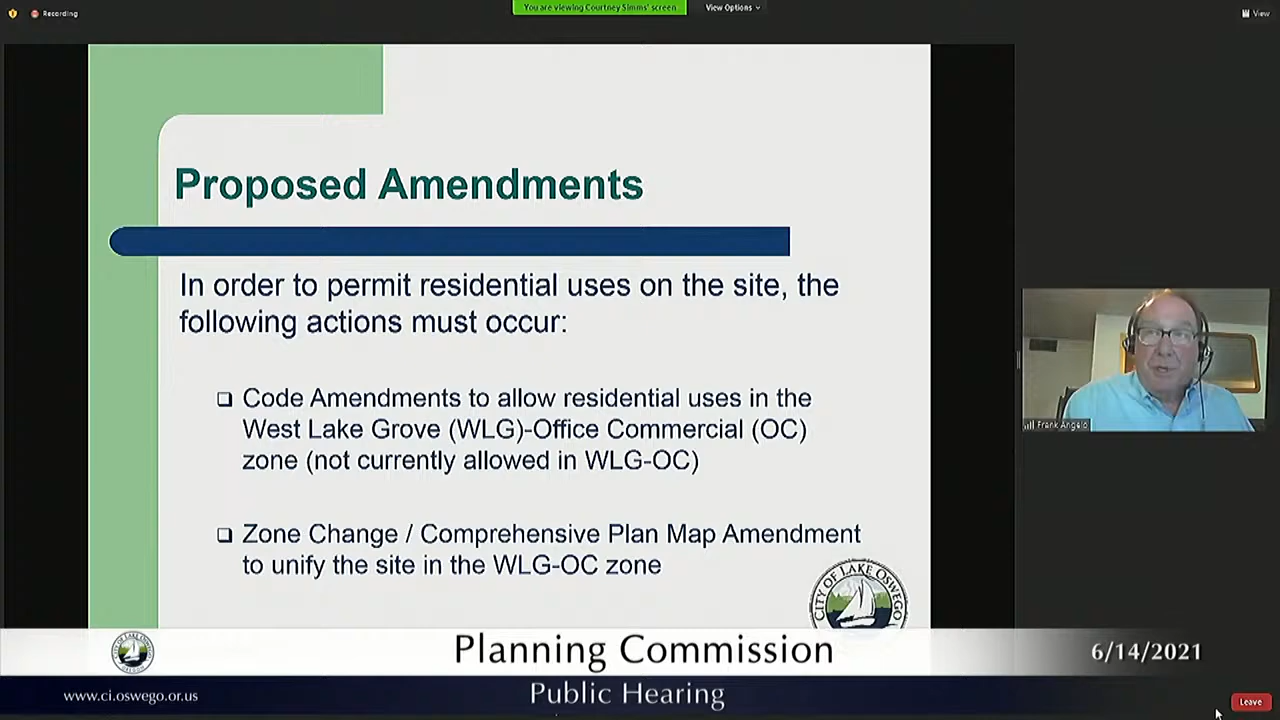 Recording
You are viewing Courtney Simms' screen
View Options
View
Proposed Amendments
In order to permit residential uses on the site, the
following actions must occur:
Code Amendments to allow residential uses in the
West Lake Grove (WLG)-Office Commercial (OC)
zone (not currently allowed in WLG-OC)
Zone Change / Comprehensive Plan Map Amendment
to unify the site in the WLG-OC zone
CITY OF LAKE OSWEGO
Frank Angelo
Planning Commission
6/14/2021
www.ci.oswego.or.us
Public Hearing
Leave